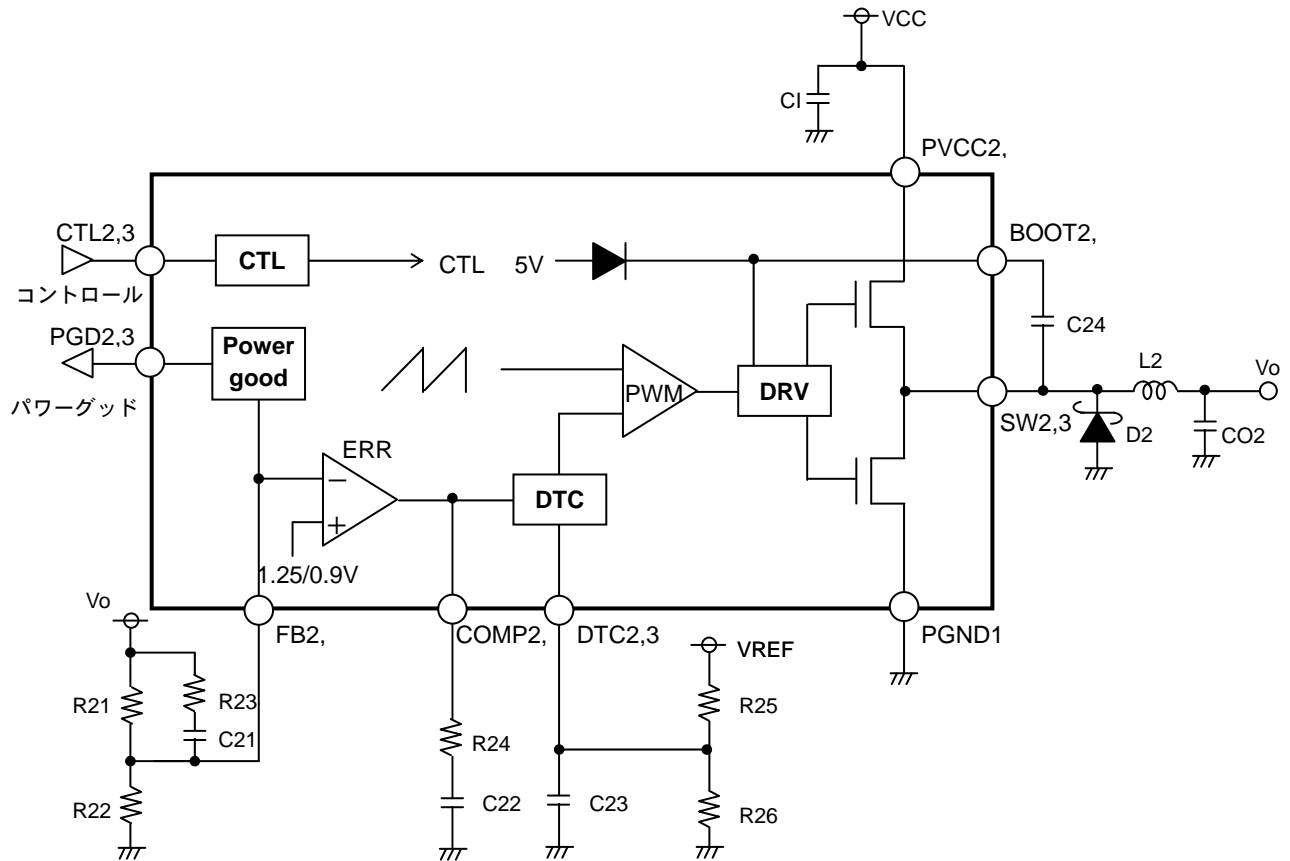 VCC
CI
PVCC2,
CTL2,3
コントロール
CTL
CTL
5V
BOOT2,
C24
PGD2,3
パワーグッド
Power
good
PWM
DRV
L2
Vo
SW2,3
D2
CO2
ERR
−
+
1.25/0.9V
DTC
Vo
FB2,
COMP2,
DTC2,3
PGND1
VREF
R21
R23
C21
R22
R24
C22
C23
R25
R26